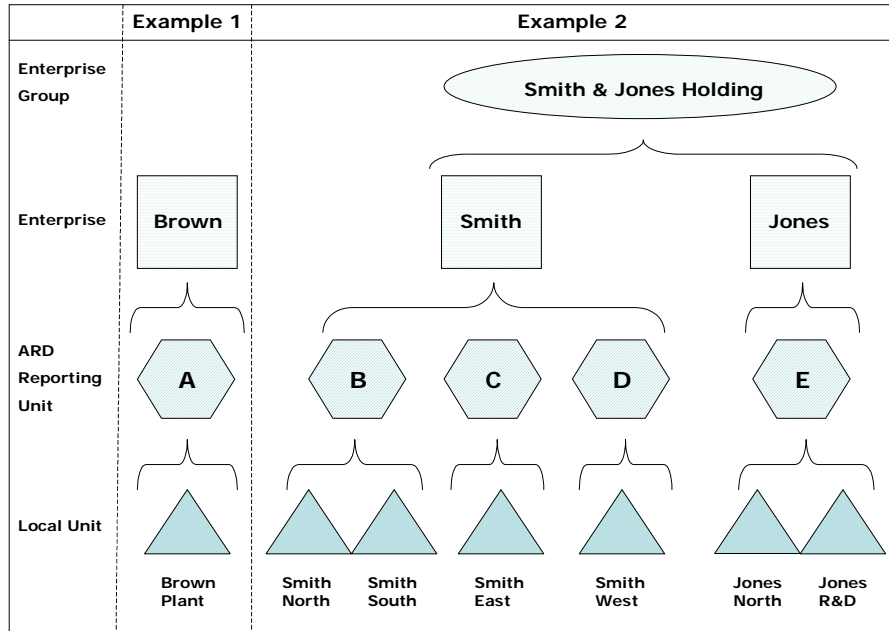 Example 1
Example 2
Enterprise
Group
Smith & Jones Holding
Enterprise
Brown
Smith
Jones
ARD
Reporting
Unit
A
B
C
D
E
Local Unit
Brown
Plant
Smith
North
Smith
South
Smith
East
Smith
West
Jones
North
Jones
R&D